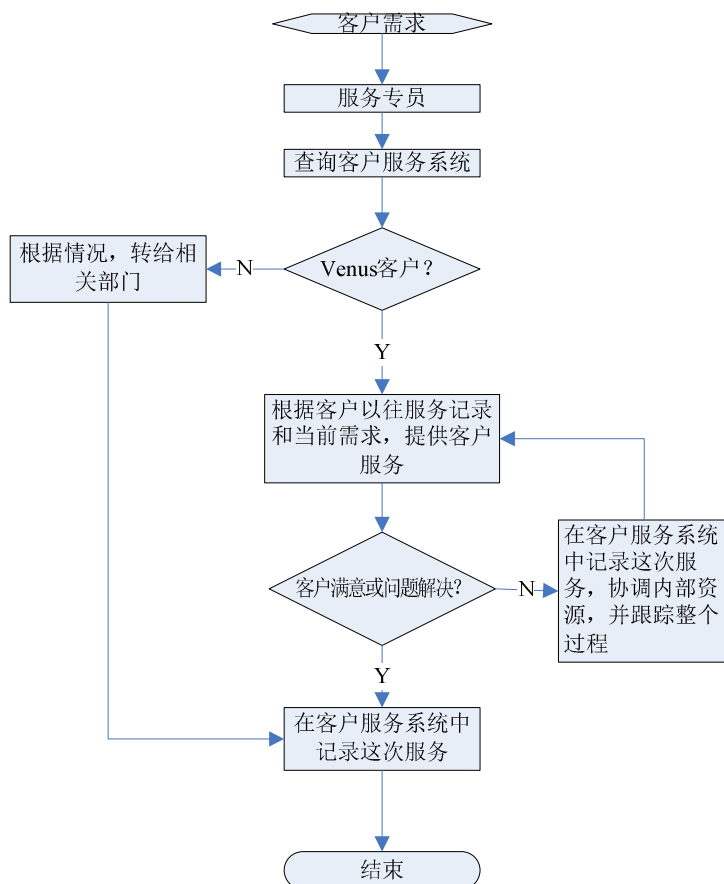 客户需求
服务专员
查询客户服务系统
Venus客户？
N
根据情况，转给相
关部门
Y
根据客户以往服务记录
和当前需求，提供客户
服务
客户满意或问题解决？
N
在客户服务系统
中记录这次服
务，协调内部资
源，并跟踪整个
过程
Y
在客户服务系统中
记录这次服务
结束